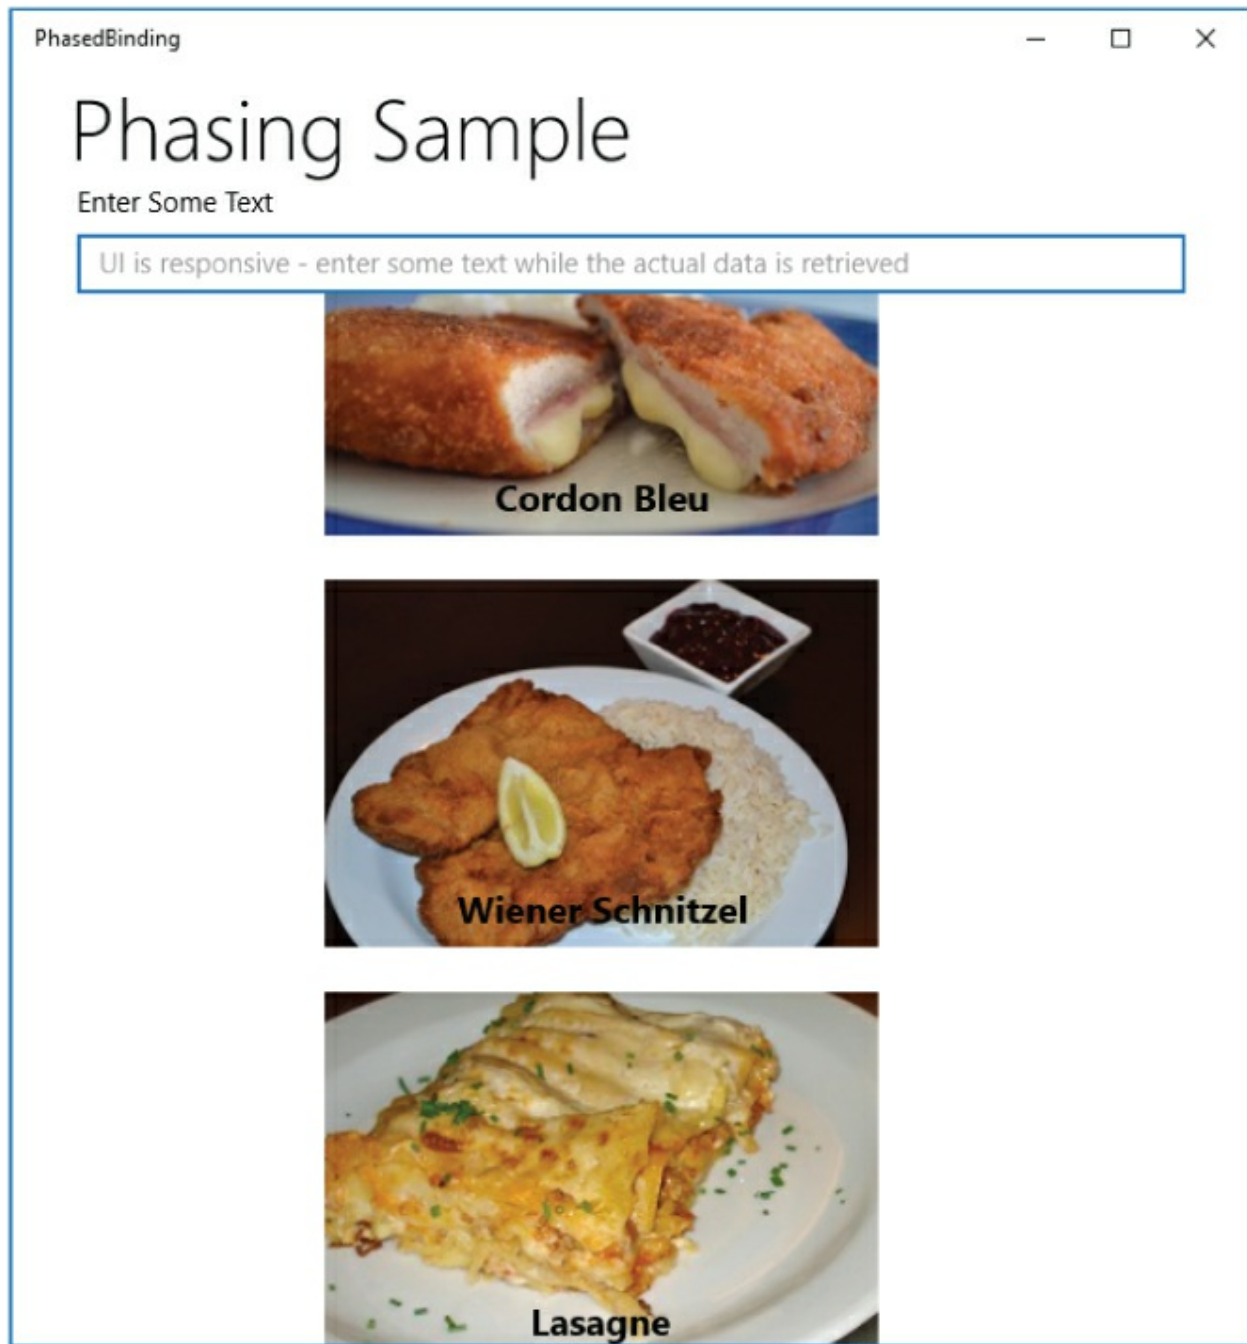 PhasedBinding
Phasing Sample
Enter Some Text
UI is responsive - enter some text while the actual data is retrieved
Cordon Bleu
Wiener Schnitzel
Lasagne